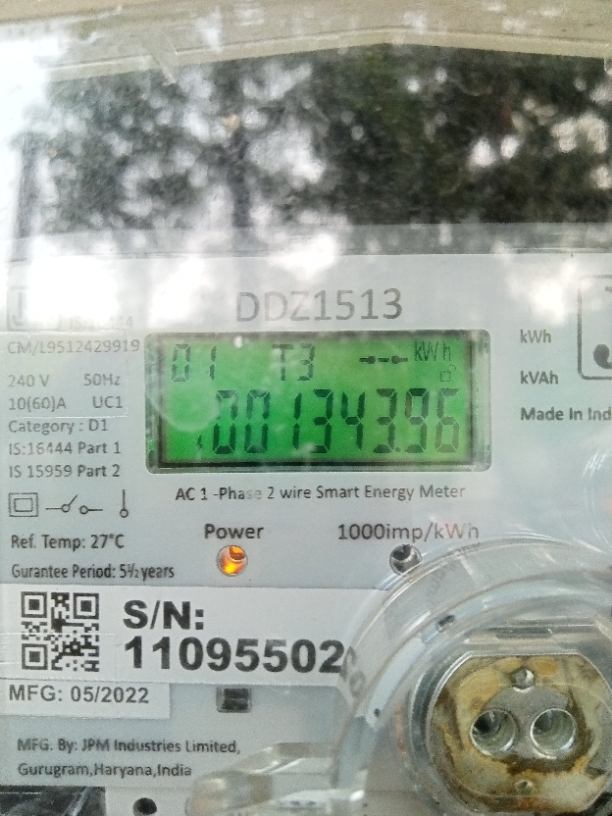 DDZ1513
CM/L9512429919
240 V 50Hz
10(60)A UC1
Category : D1
IS:16444 Part 1
IS 15959 Part 2
01 T3 kWh
001343.96
kWh
kVAh
Made In Ind
AC 1 -Phase 2 wire Smart Energy Meter
Ref. Temp: 27°C
Gurantee Period: 5½ years
Power 1000imp/kWh
S/N:
11095502
MFG: 05/2022
MFG. By: JPM Industries Limited,
Gurugram,Haryana,India